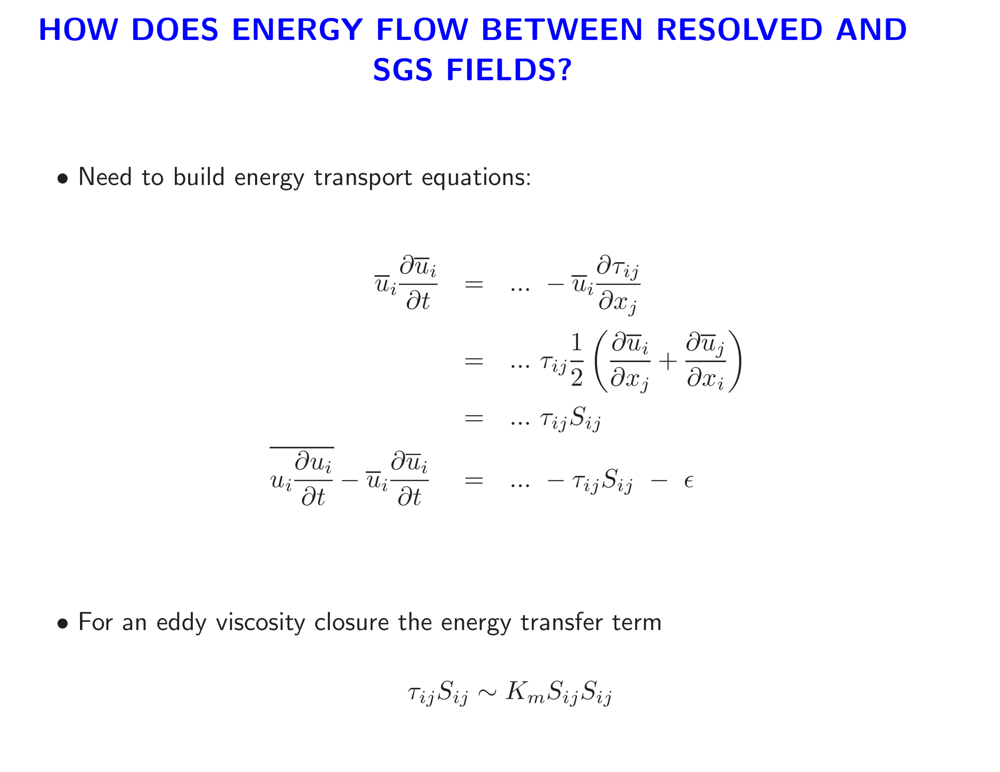 HOW DOES ENERGY FLOW BETWEEN RESOLVED AND
SGS FIELDS?
• Need to build energy transport equations:
$\overline{u}_i \frac{\partial \overline{u}_i}{\partial t} = \ldots - \overline{u}_i \frac{\partial \tau_{ij}}{\partial x_j}$
$= \ldots \tau_{ij} \frac{1}{2} \left( \frac{\partial \overline{u}_i}{\partial x_j} + \frac{\partial \overline{u}_j}{\partial x_i} \right)$
$= \ldots \tau_{ij} S_{ij}$
$\overline{u_i \frac{\partial u_i}{\partial t}} - \overline{u}_i \frac{\partial \overline{u}_i}{\partial t} = \ldots - \tau_{ij} S_{ij} - \epsilon$
• For an eddy viscosity closure the energy transfer term
$\tau_{ij} S_{ij} \sim K_m S_{ij} S_{ij}$